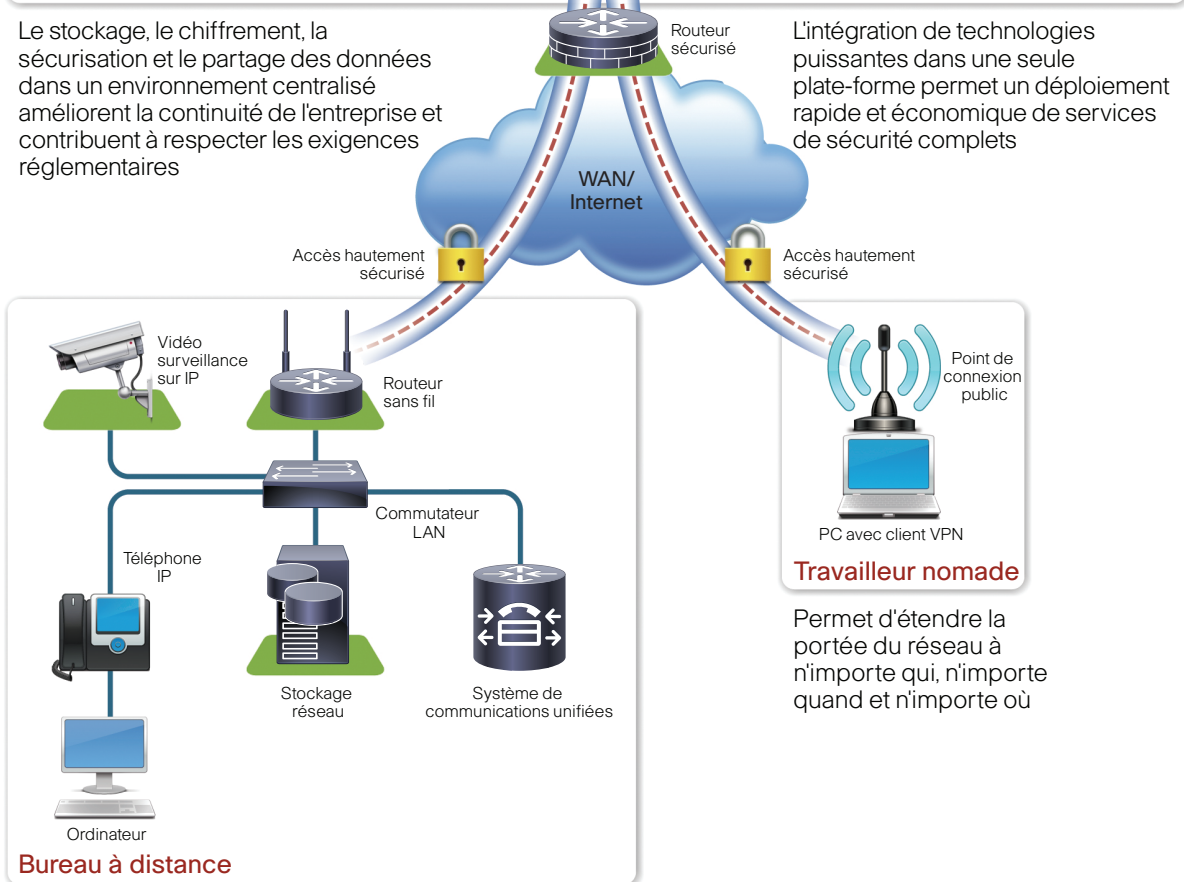 Routeur
sécurisé
Le stockage, le chiffrement, la
sécurisation et le partage des données
dans un environnement centralisé
améliorent la continuité de l'entreprise et
contribuent à respecter les exigences
réglementaires
L'intégration de technologies
puissantes dans une seule
plate-forme permet un déploiement
rapide et économique de services
de sécurité complets
WAN/
Internet
Accès hautement
sécurisé
Accès hautement
sécurisé
Vidéo
surveillance
sur IP
Routeur
sans fil
Commutateur
LAN
Téléphone
IP
Stockage
réseau
Système de
communications unifiées
Ordinateur
Bureau à distance
Point de
connexion
public
PC avec client VPN
Travailleur nomade
Permet d'étendre la
portée du réseau à
n'importe qui, n'importe
quand et n'importe où